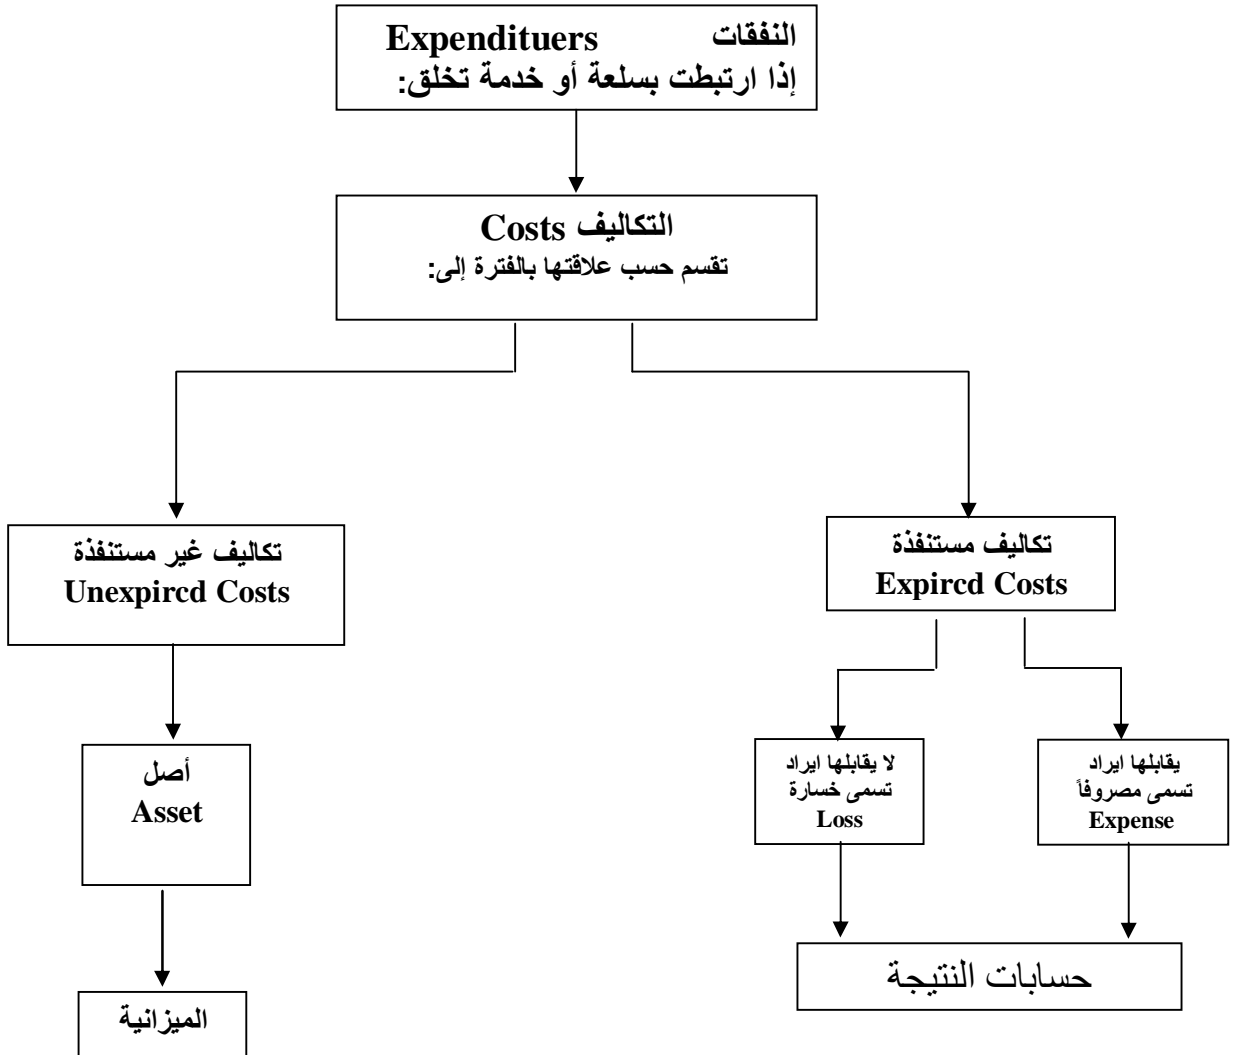 النفقات Expendituers
إذا ارتبطت بسلعة أو خدمة تخلق:
التكاليف Costs
تقسم حسب علاقتها بالفترة إلى:
تكاليف مستنفذة
Expircd Costs
تكاليف غير مستنفذة
Unexpircd Costs
يقابلها ايراد
تسمى مصروفاً
Expense
لا يقابلها ايراد
تسمى خسارة
Loss
أصل
Asset
حسابات النتيجة
الميزانية